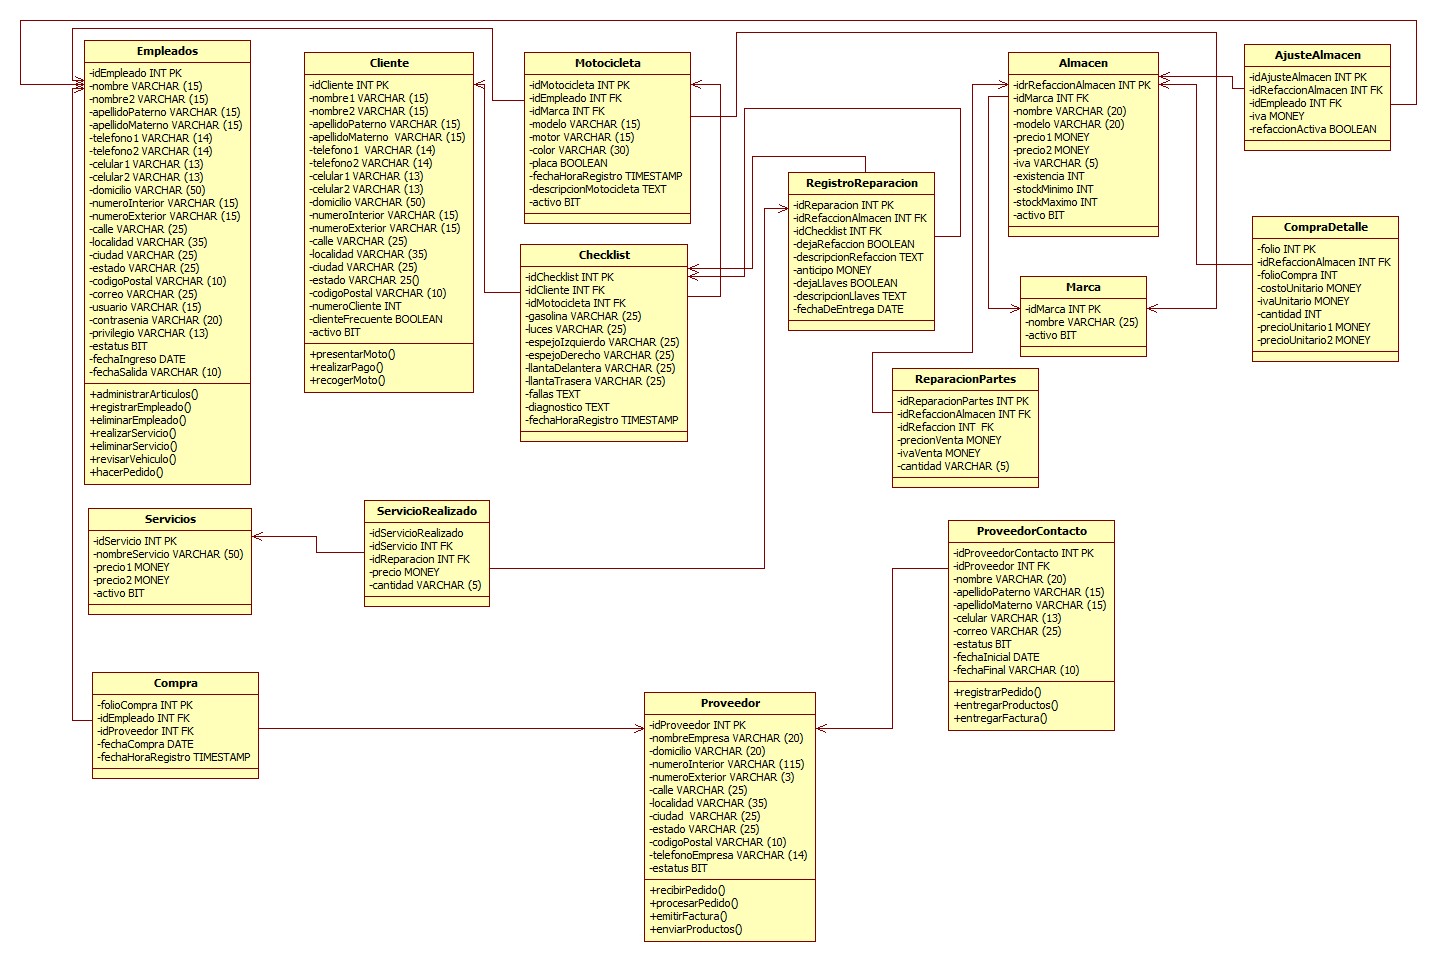 Empleados
-idEmpleado INT PK
-nombre VARCHAR (15)
-nombre2 VARCHAR (15)
-apellidoPaterno VARCHAR (15)
-apellidoMaterno VARCHAR (15)
-telefono1 VARCHAR (14)
-telefono2 VARCHAR (14)
-celular1 VARCHAR (13)
-celular2 VARCHAR (13)
-domicilio VARCHAR (50)
-numeroInterior VARCHAR (15)
-numeroExterior VARCHAR (15)
-calle VARCHAR (25)
-localidad VARCHAR (35)
-ciudad VARCHAR (25)
-estado VARCHAR (25)
-codigoPostal VARCHAR (10)
-correo VARCHAR (25)
-usuario VARCHAR (15)
-contrasenia VARCHAR (20)
-privilegio VARCHAR (13)
-estatus BIT
-fechaIngreso DATE
-fechaSalida VARCHAR (10)
+administrarArticulos()
+registrarEmpleado()
+eliminarEmpleado()
+realizarServicio()
+eliminarServicio()
+revisarVehiculo()
+hacerPedido()
Cliente
-idCliente INT PK
-nombre1 VARCHAR (15)
-nombre2 VARCHAR (15)
-apellidoPaterno VARCHAR (15)
-apellidoMaterno  VARCHAR (15)
-telefono1  VARCHAR (14)
-telefono2 VARCHAR (14)
-celular1 VARCHAR (13)
-celular2 VARCHAR (13)
-domicilio VARCHAR (50)
-numeroInterior VARCHAR (15)
-numeroExterior VARCHAR (15)
-calle VARCHAR (25)
-localidad VARCHAR (35)
-ciudad VARCHAR (25)
-estado VARCHAR 25()
-codigoPostal VARCHAR (10)
-numeroCliente INT
-clienteFrecuente BOOLEAN
-activo BIT
+presentarMoto()
+realizarPago()
+recogerMoto()
Motocicleta
-idMotocicleta INT PK
-idEmpleado INT FK
-idMarca INT FK
-modelo VARCHAR (15)
-motor VARCHAR (15)
-color VARCHAR (30)
-placa BOOLEAN
-fechaHoraRegistro TIMESTAMP
-descripcionMotocicleta TEXT
-activo BIT
Checklist
-idChecklist INT PK
-idCliente INT FK
-idMotocicleta INT FK
-gasolina VARCHAR (25)
-luces VARCHAR (25)
-espejoIzquierdo VARCHAR (25)
-espejoDerecho VARCHAR (25)
-llantaDelantera VARCHAR (25)
-llantaTrasera VARCHAR (25)
-fallas TEXT
-diagnostico TEXT
-fechaHoraRegistro TIMESTAMP
RegistroReparacion
-idReparacion INT PK
-idRefaccionAlmacen INT FK
-idChecklist INT FK
-dejaRefaccion BOOLEAN
-descripcionRefaccion TEXT
-anticipo MONEY
-dejaLlaves BOOLEAN
-descripcionLlaves TEXT
-fechaDeEntrega DATE
Almacen
-idrRefaccionAlmacen INT PK
-idMarca INT FK
-nombre VARCHAR (20)
-modelo VARCHAR (20)
-precio1 MONEY
-precio2 MONEY
-iva VARCHAR (5)
-existencia INT
-stockMinimo INT
-stockMaximo INT
-activo BIT
AjusteAlmacen
-idAjusteAlmacen INT PK
-idRefaccionAlmacen INT FK
-idEmpleado INT FK
-iva MONEY
-refaccionActiva BOOLEAN
CompraDetalle
-folio INT PK
-idRefaccionAlmacen INT FK
-folioCompra INT
-costoUnitario MONEY
-ivaUnitario MONEY
-cantidad INT
-precioUnitario1 MONEY
-precioUnitario2 MONEY
Marca
-idMarca INT PK
-nombre VARCHAR (25)
-activo BIT
ReparacionPartes
-idReparacionPartes INT PK
-idRefaccionAlmacen INT FK
-idRefaccion INT  FK
-precionVenta MONEY
-ivaVenta MONEY
-cantidad VARCHAR (5)
Servicios
-idServicio INT PK
-nombreServicio VARCHAR (50)
-precio1 MONEY
-precio2 MONEY
-activo BIT
ServicioRealizado
-idServicioRealizado
-idServicio INT FK
-idReparacion INT FK
-precio MONEY
-cantidad VARCHAR (5)
ProveedorContacto
-idProveedorContacto INT PK
-idProveedor INT FK
-nombre VARCHAR (20)
-apellidoPaterno VARCHAR (15)
-apellidoMaterno VARCHAR (15)
-celular VARCHAR (13)
-correo VARCHAR (25)
-estatus BIT
-fechaInicial DATE
-fechaFinal VARCHAR (10)
+registrarPedido()
+entregarProductos()
+entregarFactura()
Compra
-folioCompra INT PK
-idEmpleado INT FK
-idProveedor INT FK
-fechaCompra DATE
-fechaHoraRegistro TIMESTAMP
Proveedor
-idProveedor INT PK
-nombreEmpresa VARCHAR (20)
-domicilio VARCHAR (20)
-numeroInterior VARCHAR (115)
-numeroExterior VARCHAR (3)
-calle VARCHAR (25)
-localidad VARCHAR (35)
-ciudad  VARCHAR (25)
-estado VARCHAR (25)
-codigoPostal VARCHAR (10)
-telefonoEmpresa VARCHAR (14)
-estatus BIT
+recibirPedido()
+procesarPedido()
+emitirFactura()
+enviarProductos()